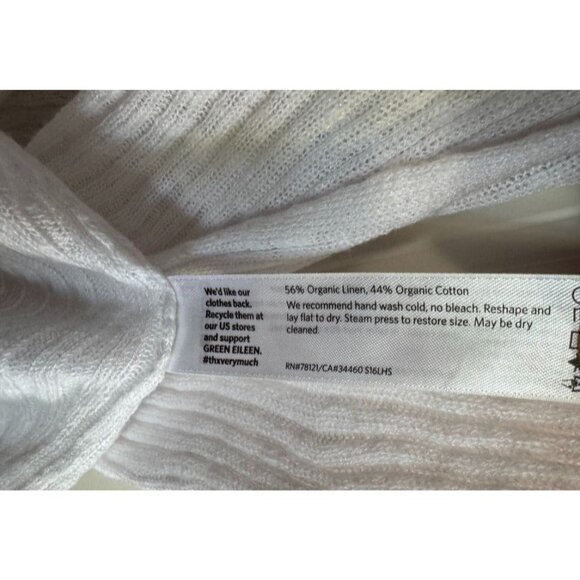 We'd like our
clothes back.
Recycle them at
our US stores
and support
GREEN EILEEN.
#thxverymuch
56% Organic Linen, 44% Organic Cotton
We recommend hand wash cold, no bleach. Reshape and
lay flat to dry. Steam press to restore size. May be dry
cleaned.
RN#78121/CA#34460 S16LHS